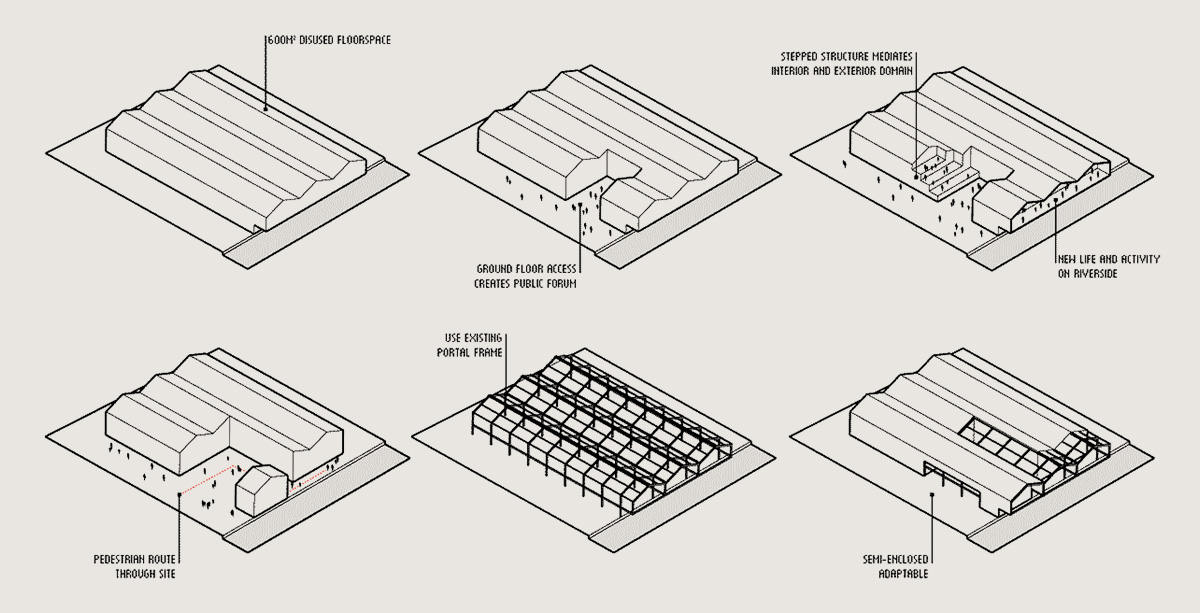 600M² DISUSED FLOORSPACE
STEPPED STRUCTURE MEDIATES
INTERIOR AND EXTERIOR DOMAIN
GROUND FLOOR ACCESS
CREATES PUBLIC FORUM
NEW LIFE AND ACTIVITY
ON RIVERSIDE
USE EXISTING
PORTAL FRAME
PEDESTRIAN ROUTE
THROUGH SITE
SEMI-ENCLOSED
ADAPTABLE